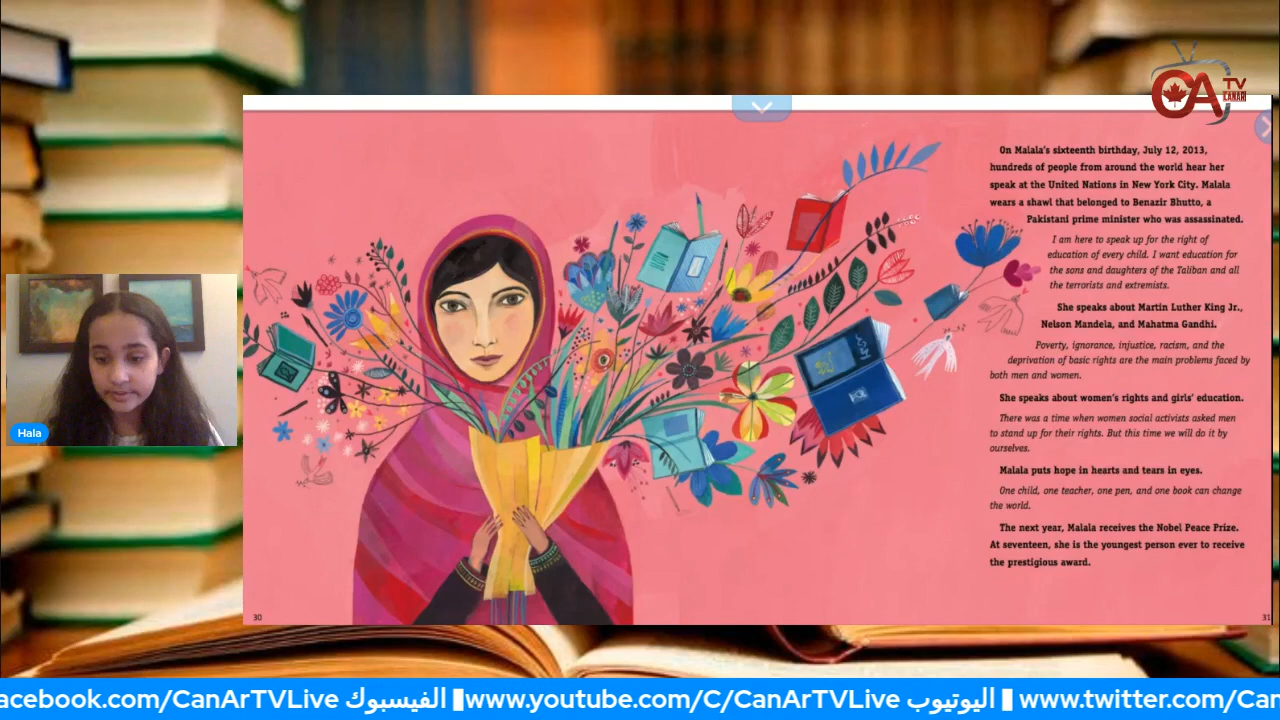 CA TV
CANAR
On Malala's sixteenth birthday, July 12, 2013,
hundreds of people from around the world hear her
speak at the United Nations in New York City. Malala
wears a shawl that belonged to Benazir Bhutto, a
Pakistani prime minister who was assassinated.
I am here to speak up for the right of
education of every child. I want education for
the sons and daughters of the Taliban and all
the terrorists and extremists.
She speaks about Martin Luther King Jr.,
Nelson Mandela, and Mahatma Gandhi.
Poverty, ignorance, injustice, racism, and the
deprivation of basic rights are the main problems faced by
both men and women.
She speaks about women's rights and girls' education.
There was a time when women social activists asked men
to stand up for their rights. But this time we will do it by
ourselves.
Malala puts hope in hearts and tears in eyes.
One child, one teacher, one pen, and one book can change
the world.
The next year, Malala receives the Nobel Peace Prize.
At seventeen, she is the youngest person ever to receive
the prestigious award.
Hala
30
31
acebook.com/CanArTVLive الفيسبوك www.youtube.com/C/CanArTVLive اليوتيوب www.twitter.com/Can